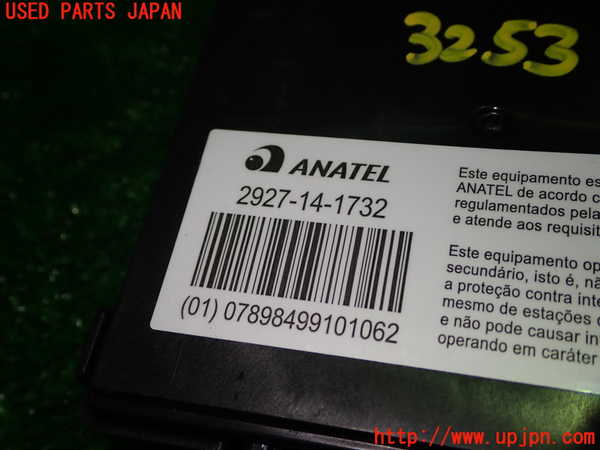 USED PARTS JAPAN
3253
ANATEL
2927-14-1732
(01) 07898499101062
Este equipamento
ANATEL de acordo
regulamentados pela
e atende aos
Este equipamento
secundário, isto é,
a proteção contra
mesmo de estações
e não pode causar
operando em caráter
http://www.upjpn.com/